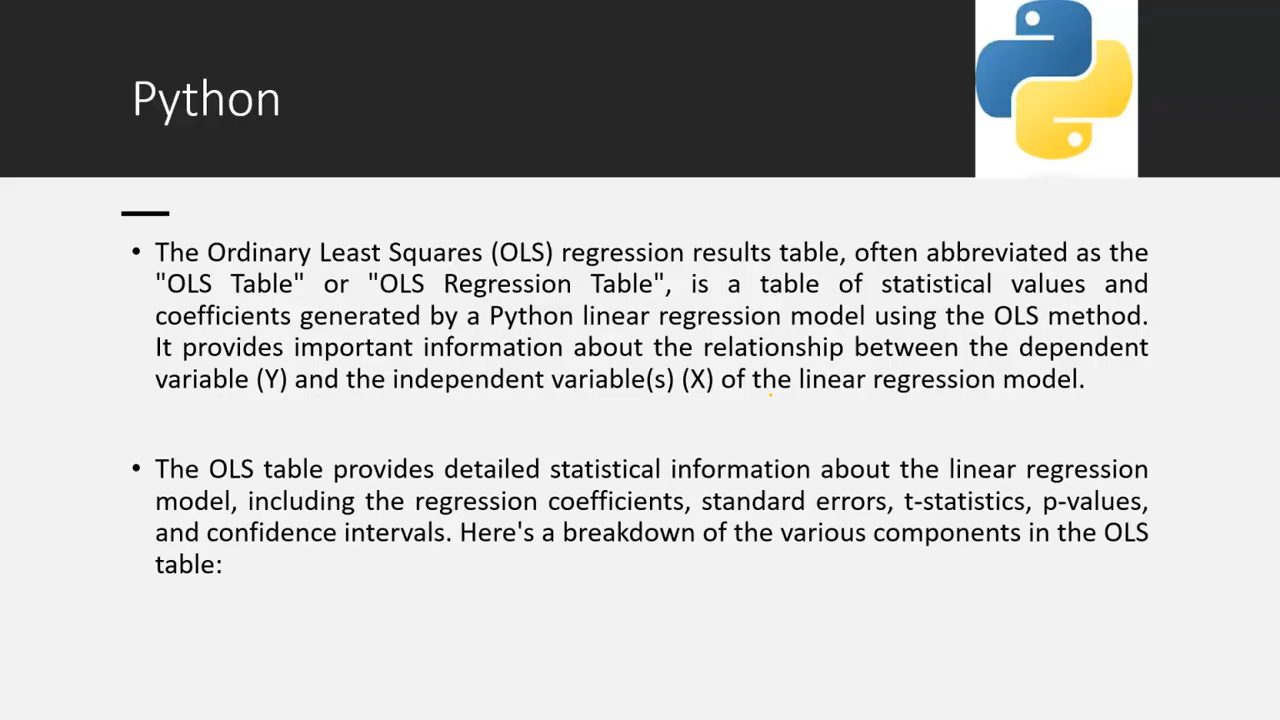 Python
• The Ordinary Least Squares (OLS) regression results table, often abbreviated as the
"OLS Table" or "OLS Regression Table", is a table of statistical values and
coefficients generated by a Python linear regression model using the OLS method.
It provides important information about the relationship between the dependent
variable (Y) and the independent variable(s) (X) of the linear regression model.
• The OLS table provides detailed statistical information about the linear regression
model, including the regression coefficients, standard errors, t-statistics, p-values,
and confidence intervals. Here's a breakdown of the various components in the OLS
table: